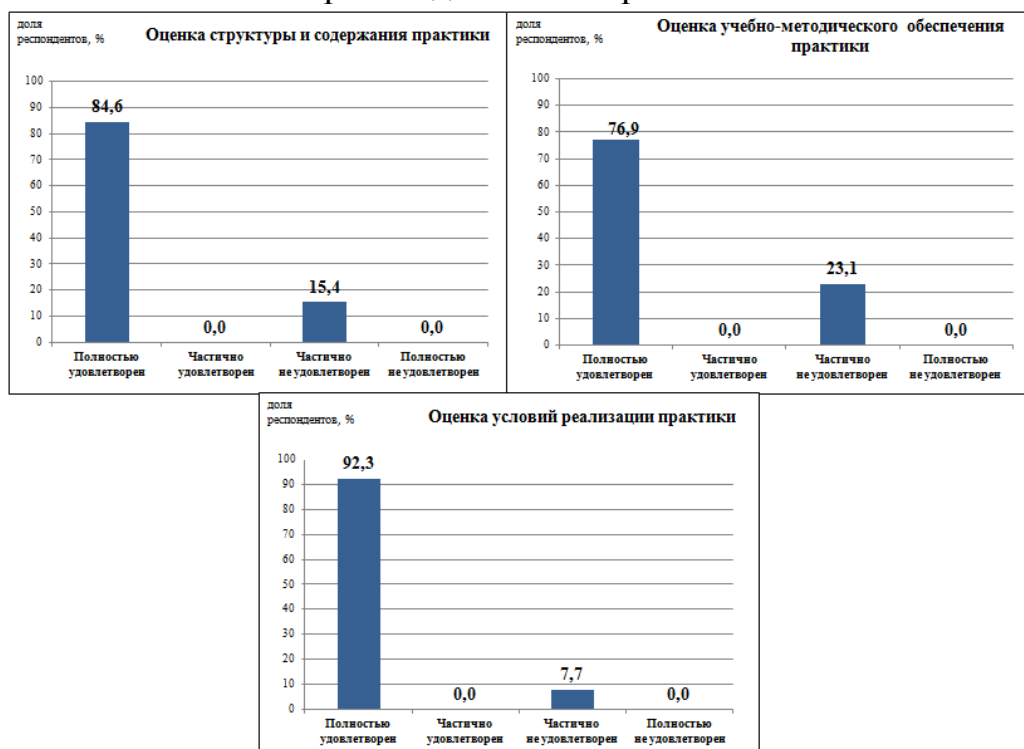 доля
респондентов, %
Оценка структуры и содержания практики
100
90
80
70
60
50
40
30
20
10
0
84,6
0,0
15,4
0,0
Полностью
удовлетворен
Частично
удовлетворен
Частично
не удовлетворен
Полностью
не удовлетворен
доля
респондентов, %
Оценка учебно-методического обеспечения
практики
100
90
80
70
60
50
40
30
20
10
0
76,9
0,0
23,1
0,0
Полностью
удовлетворен
Частично
удовлетворен
Частично
не удовлетворен
Полностью
не удовлетворен
доля
респондентов, %
Оценка условий реализации практики
100
90
80
70
60
50
40
30
20
10
0
92,3
0,0
7,7
0,0
Полностью
удовлетворен
Частично
удовлетворен
Частично
не удовлетворен
Полностью
не удовлетворен